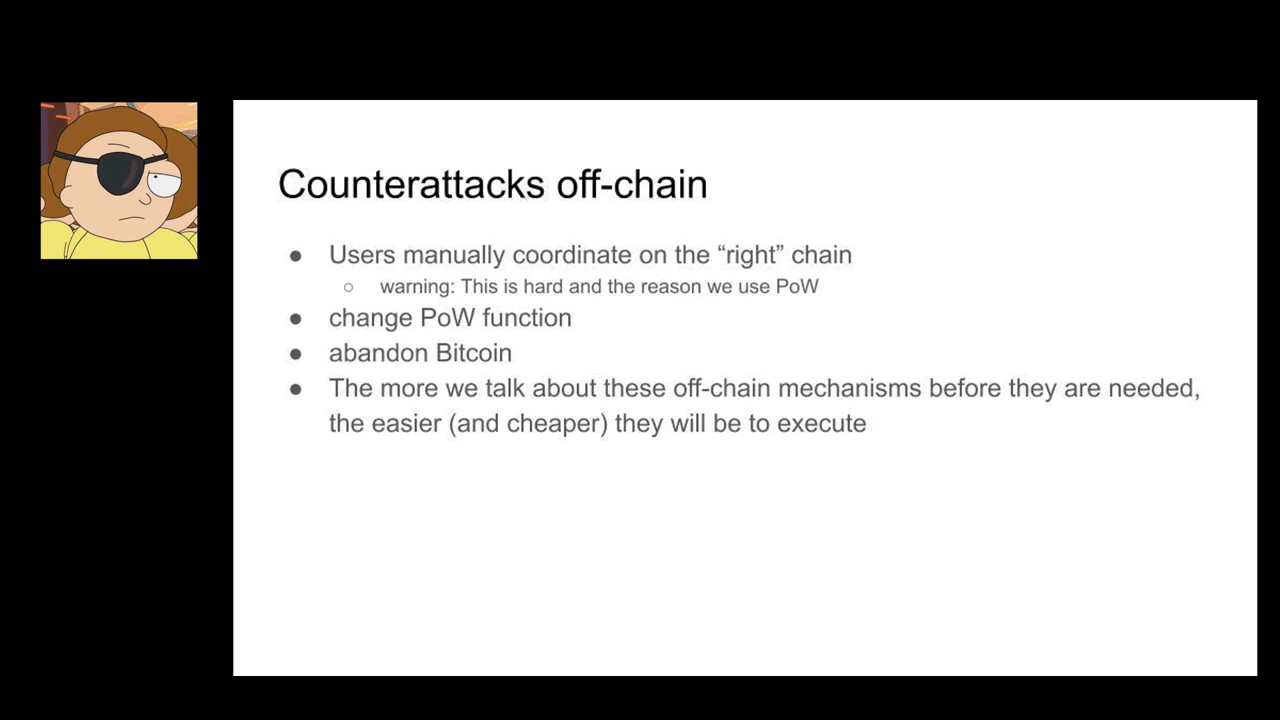 Counterattacks off-chain
● Users manually coordinate on the “right” chain
○ warning: This is hard and the reason we use PoW
● change PoW function
● abandon Bitcoin
● The more we talk about these off-chain mechanisms before they are needed,
the easier (and cheaper) they will be to execute